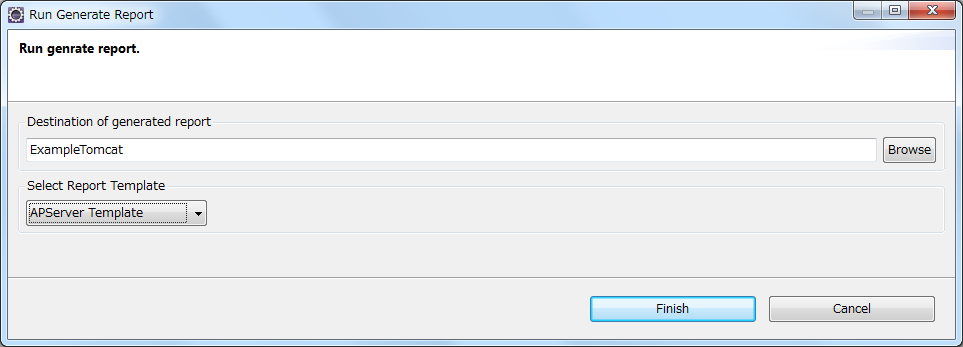 Run Generate Report
Run genrate report.
Destination of generated report
ExampleTomcat
Browse
Select Report Template
APServer Template
Finish
Cancel